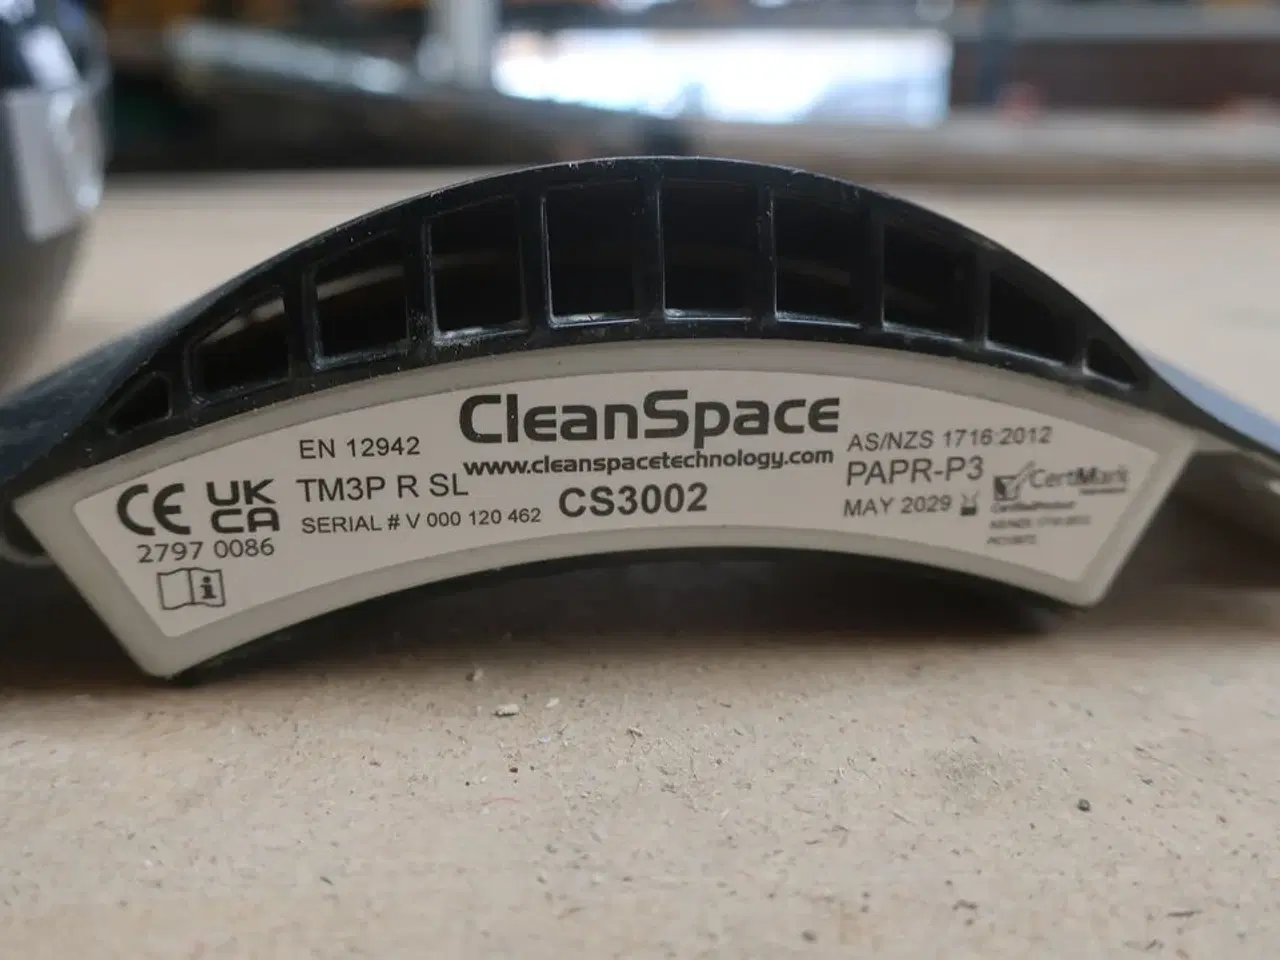 CleanSpace
www.cleanspacetechnology.com
CS3002
EN 12942
TM3P R SL
SERIAL # V 000 120 462
CE UK CA
2797 0086
i
AS/NZS 1716:2012
PAPR-P3
MAY 2029
CertMark